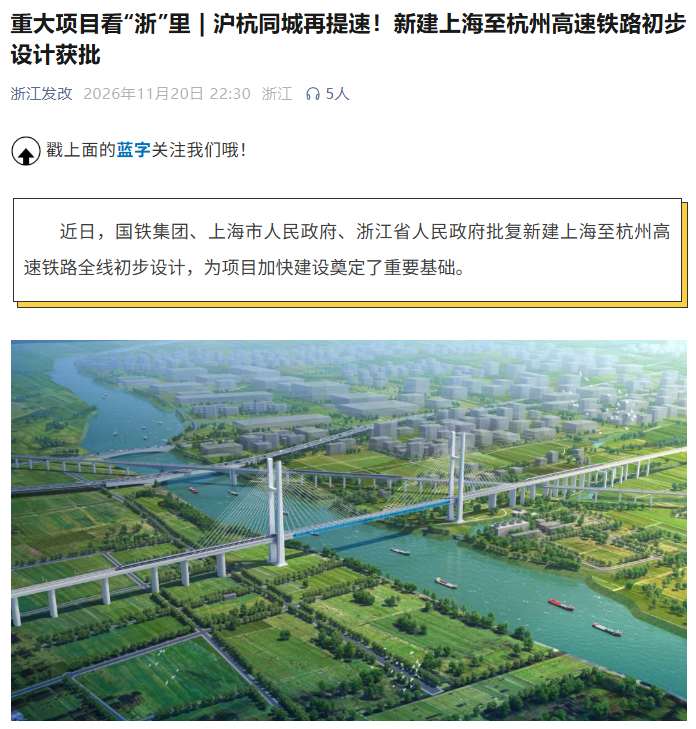 重大项目看“浙”里 | 沪杭同城再提速！新建上海至杭州高速铁路初步
设计获批
浙江发改 2026年11月20日 22:30 浙江 5人
戳上面的蓝字关注我们哦！
近日，国铁集团、上海市人民政府、浙江省人民政府批复新建上海至杭州高
速铁路全线初步设计，为项目加快建设奠定了重要基础。